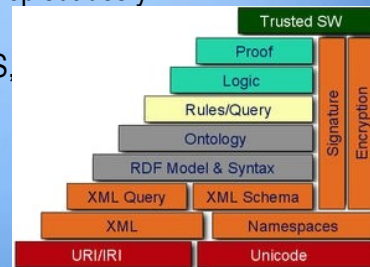 S,
Trusted SW
Proof
Logic
Rules/Query
Ontology
RDF Model & Syntax
XML Query XML Schema
XML Namespaces
URI/IRI Unicode
Signature
Encryption